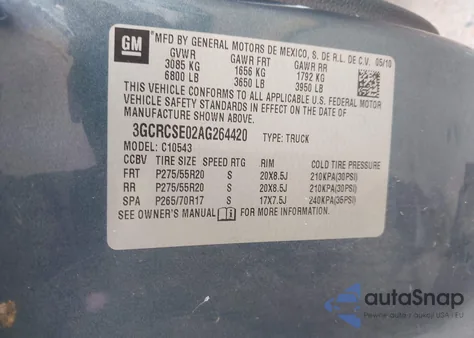 GM
MFD BY GENERAL MOTORS DE MEXICO, S. DE R.L. DE C.V. 05/10
GVWR GAWR FRT GAWR RR
3085 KG 1656 KG 1792 KG
6800 LB 3650 LB 3950 LB
THIS VEHICLE CONFORMS TO ALL APPLICABLE U.S. FEDERAL MOTOR
VEHICLE SAFETY STANDARDS IN EFFECT ON THE DATE OF
MANUFACTURE SHOWN ABOVE.
3GCRCSE02AG264420 TYPE: TRUCK
MODEL: C10543
CCBV TIRE SIZE SPEED RTG RIM COLD TIRE PRESSURE
FRT P275/55R20 S 20X8.5J 210KPA(30PSI)
RR P275/55R20 S 20X8.5J 210KPA(30PSI)
SPA P265/70R17 S 17X7.5J 240KPA(35PSI)
SEE OWNER'S MANUAL FOR MORE INFORMATION
autoSnap